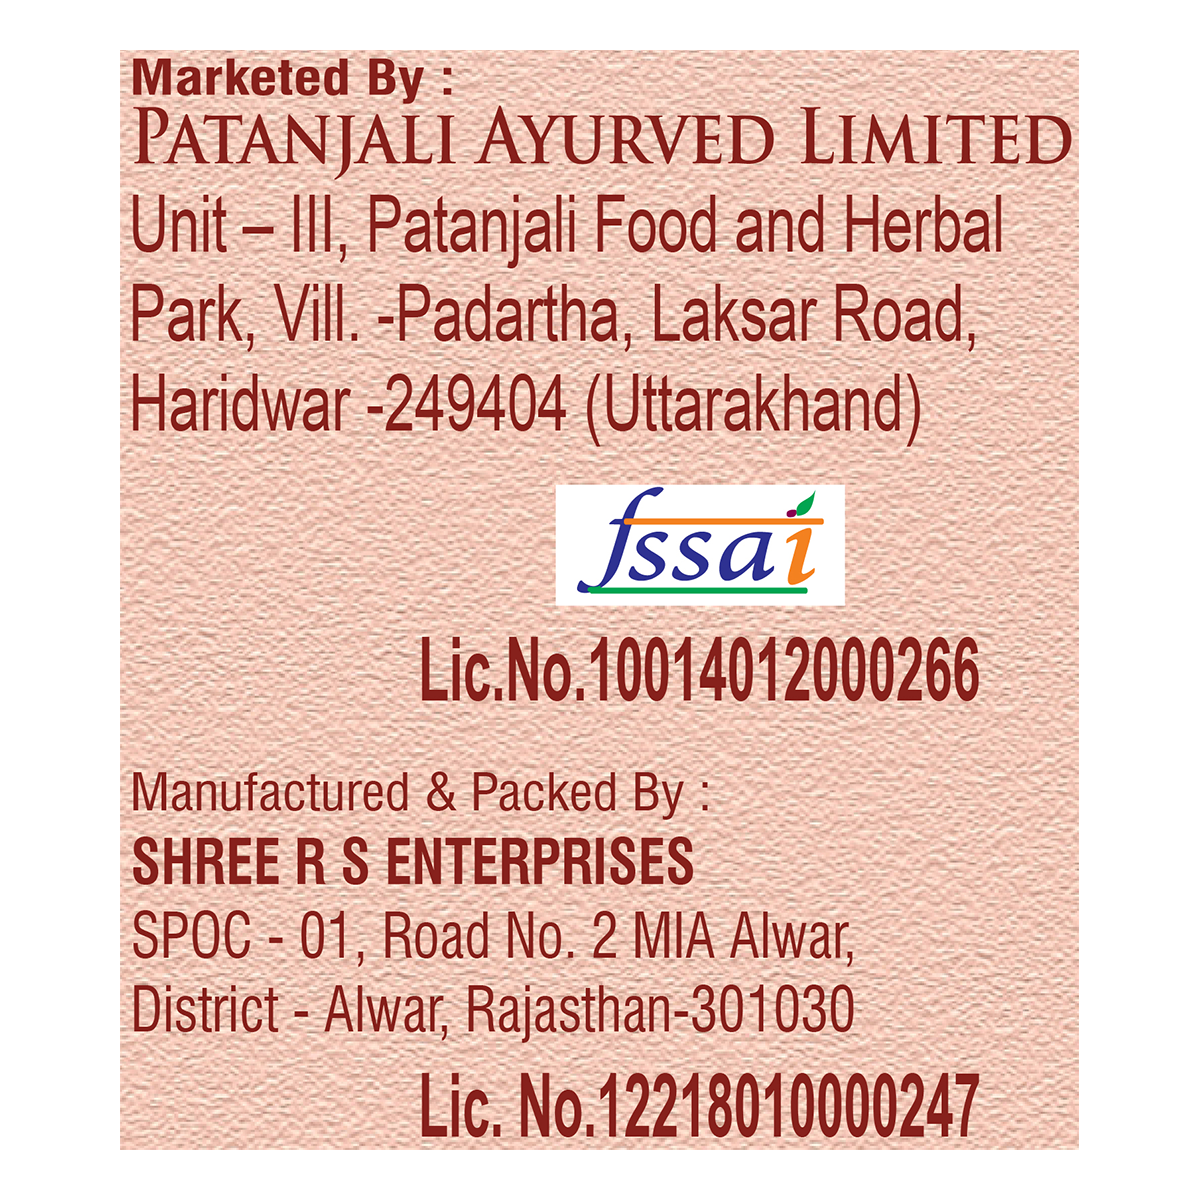 Marketed By :
PATANJALI AYURVED LIMITED
Unit – III, Patanjali Food and Herbal
Park, Vill. -Padartha, Laksar Road,
Haridwar -249404 (Uttarakhand)
fssai
Lic.No.10014012000266
Manufactured & Packed By :
SHREE R S ENTERPRISES
SPOC - 01, Road No. 2 MIA Alwar,
District - Alwar, Rajasthan-301030
Lic. No.12218010000247